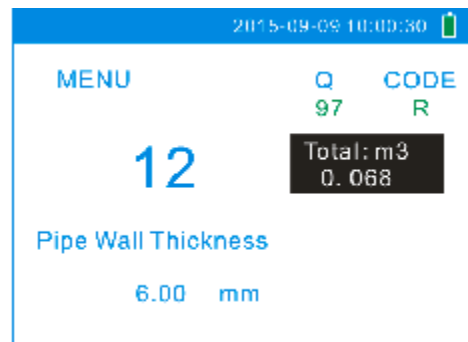 2015-09-09 10:00:30
MENU
Q CODE
97 R
12
Total: m3
0.068
Pipe Wall Thickness
6.00 mm